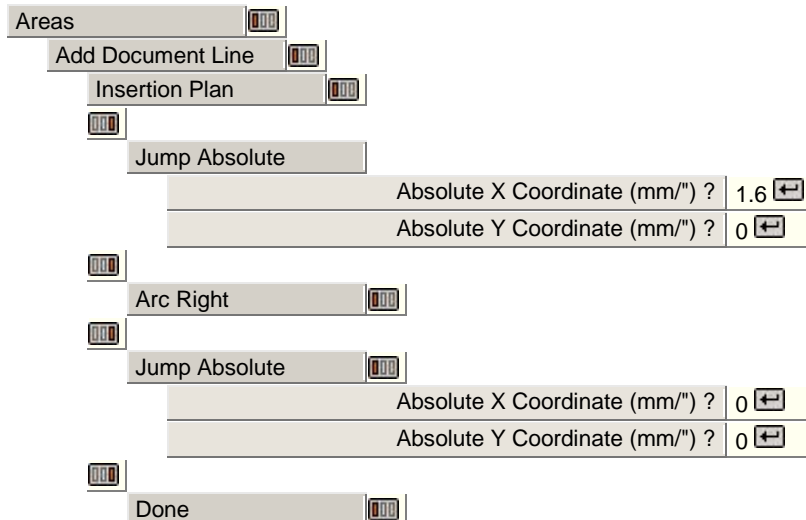 Areas
Add Document Line
Insertion Plan
Jump Absolute
Absolute X Coordinate (mm/") ? 1.6
Absolute Y Coordinate (mm/") ? 0
Arc Right
Jump Absolute
Absolute X Coordinate (mm/") ? 0
Absolute Y Coordinate (mm/") ? 0
Done